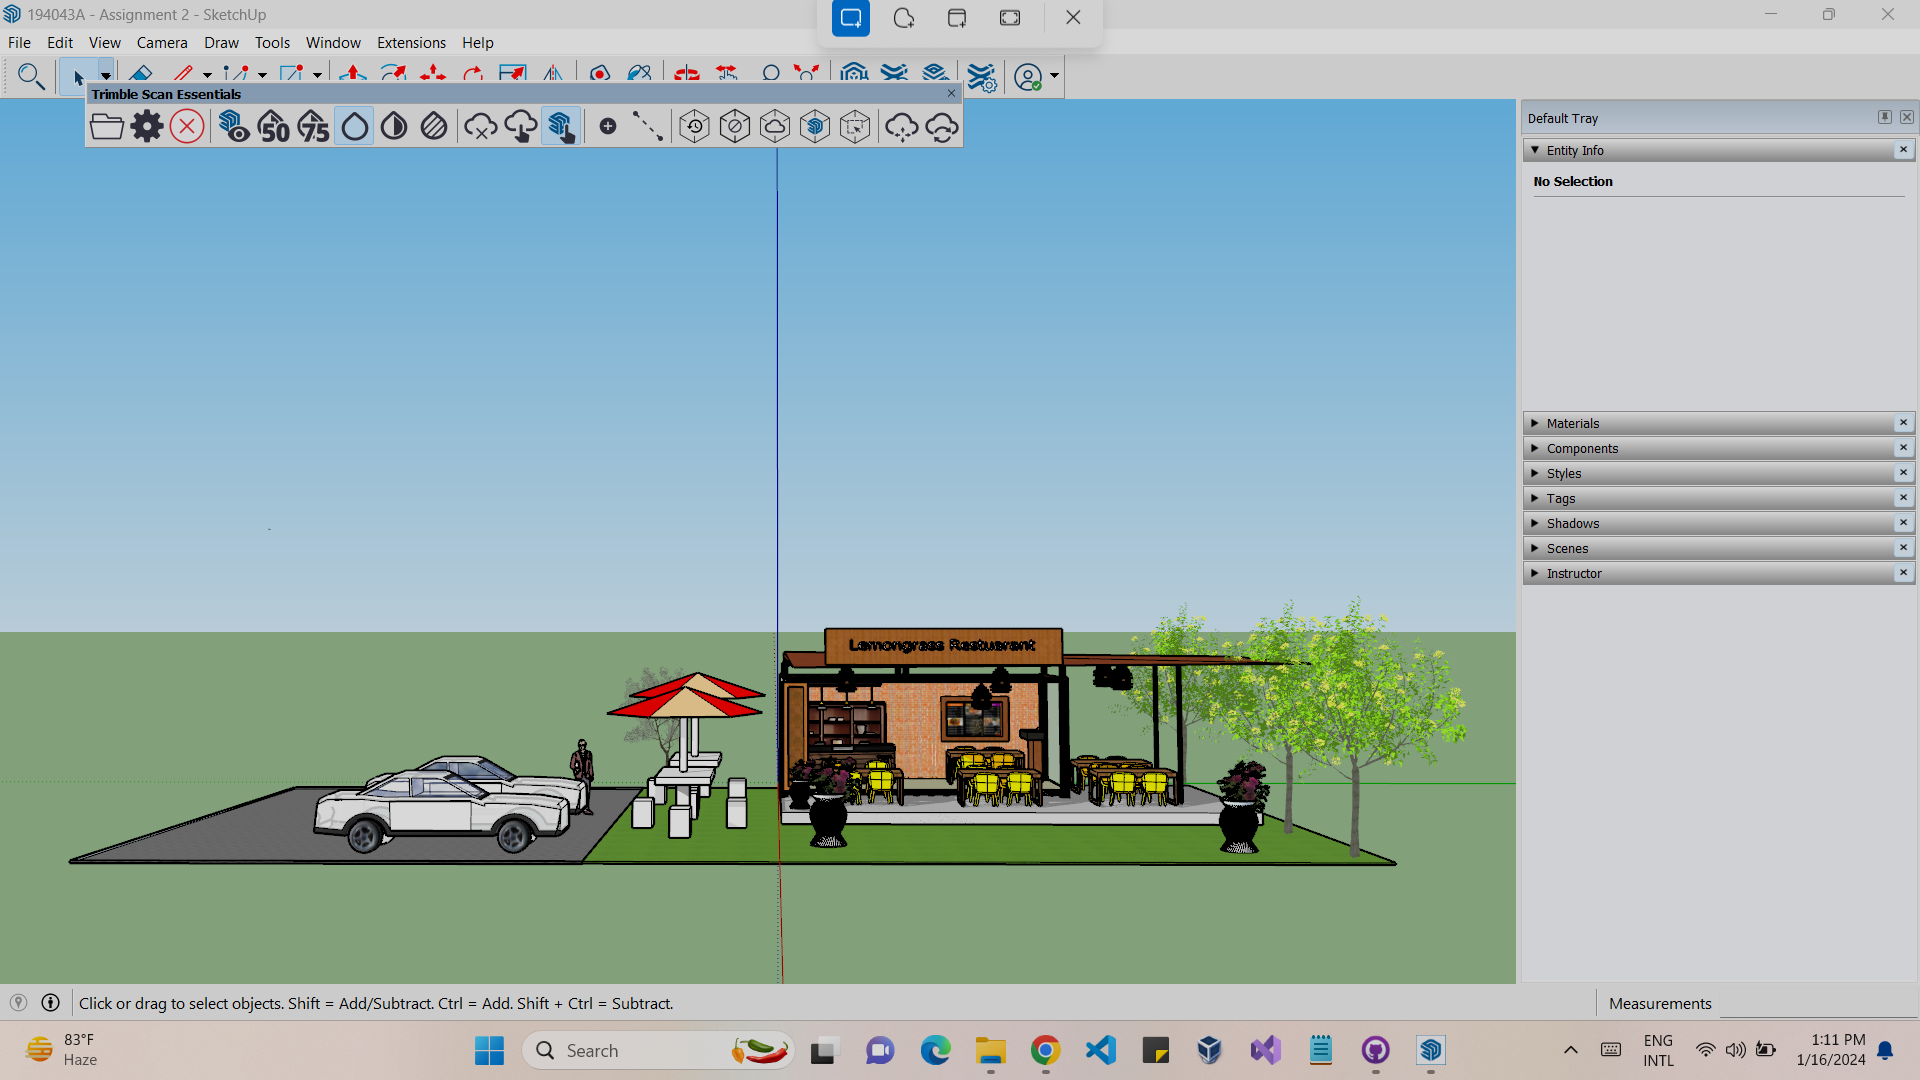 194043A - Assignment 2 - SketchUp
File Edit View Camera Draw Tools Window Extensions Help
Trimble Scan Essentials
50 75
Default Tray
Entity Info
No Selection
Materials
Components
Styles
Tags
Shadows
Scenes
Instructor
Lemongrass Restuarant
Click or drag to select objects. Shift = Add/Subtract. Ctrl = Add. Shift + Ctrl = Subtract.
Measurements
83°F
Haze
Search
ENG
INTL
1:11 PM
1/16/2024